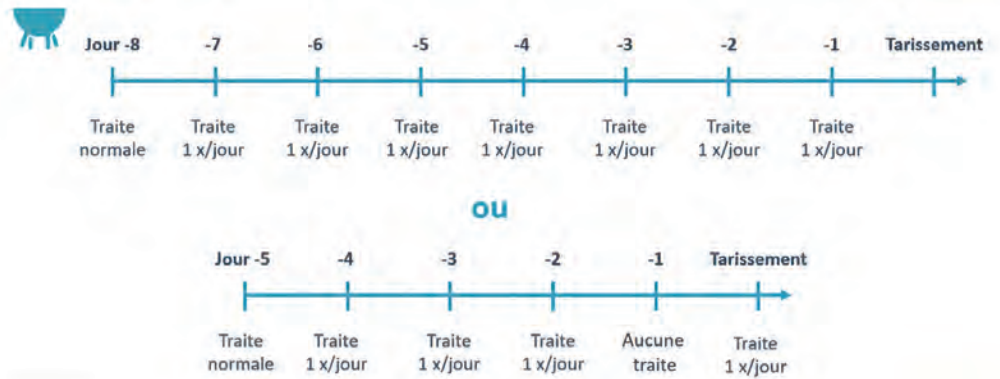 Jour -8 -7 -6 -5 -4 -3 -2 -1 Tarissement
Traite Traite Traite Traite Traite Traite Traite Traite
normale 1 x/jour 1 x/jour 1 x/jour 1 x/jour 1 x/jour 1 x/jour 1 x/jour
ou
Jour -5 -4 -3 -2 -1 Tarissement
Traite Traite Traite Traite Aucune Traite
normale 1 x/jour 1 x/jour 1 x/jour traite 1 x/jour